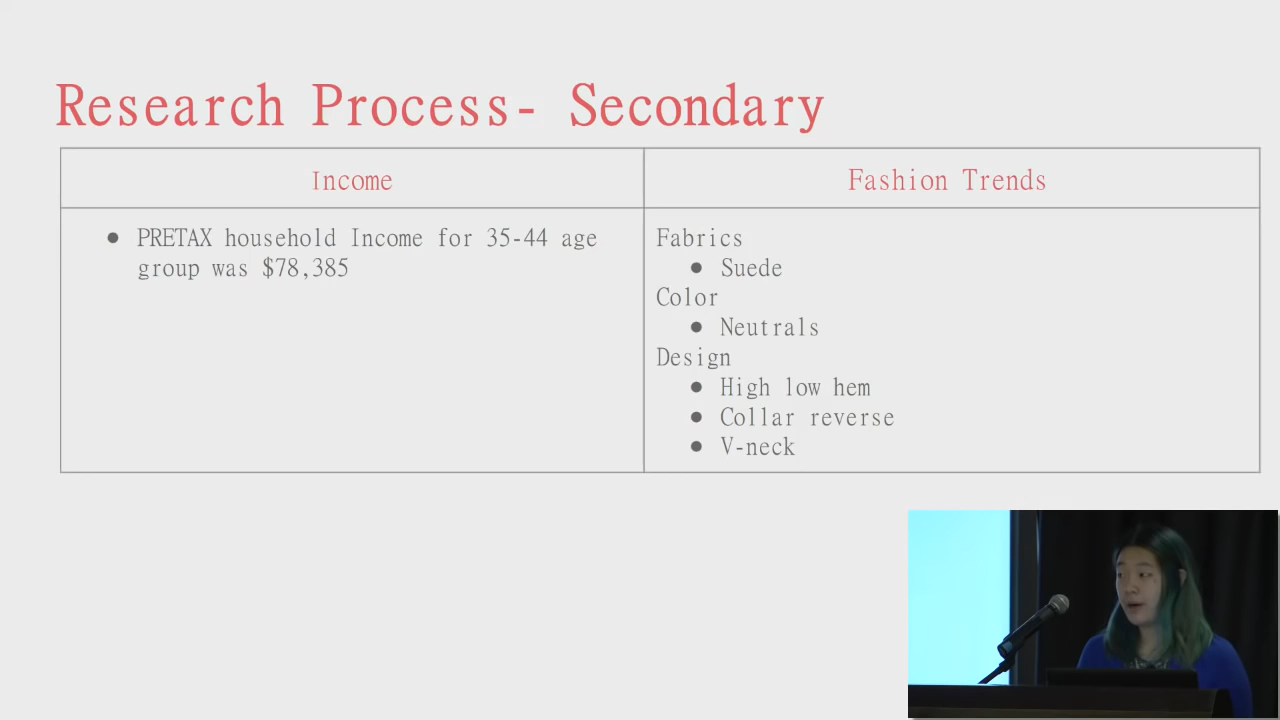 Research Process- Secondary
Income
Fashion Trends
● PRETAX household Income for 35-44 age
group was $78,385
Fabrics
● Suede
Color
● Neutrals
Design
● High low hem
● Collar reverse
● V-neck